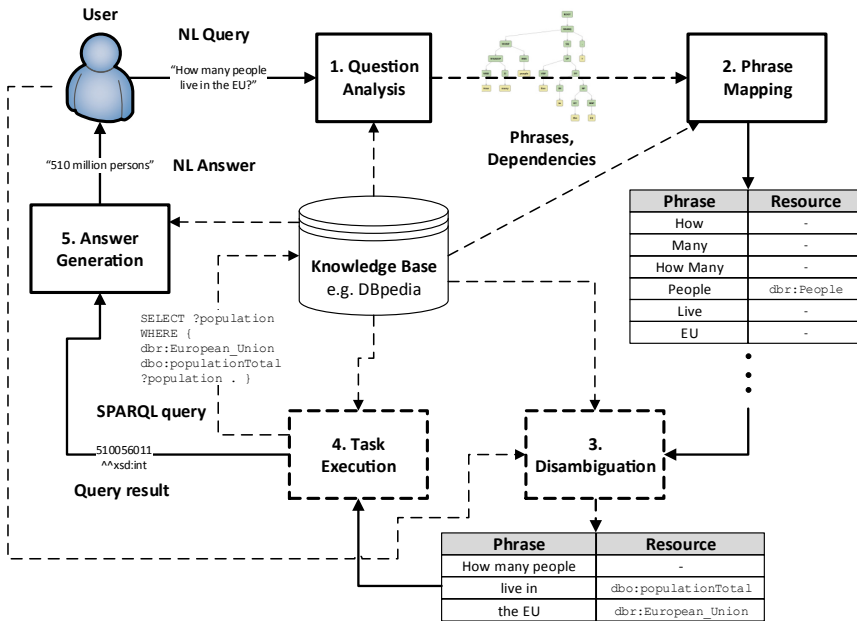 User
NL Query
“How many people
live in the EU?”
1. Question
Analysis
Phrases,
Dependencies
2. Phrase
Mapping
“510 million persons”
NL Answer
5. Answer
Generation
Knowledge Base
e.g. DBpedia
Phrase Resource
How -
Many -
How Many -
People dbr:People
Live -
EU -
SELECT ?population
WHERE {
dbr:European_Union
dbo:populationTotal
?population . }
SPARQL query
510056011
^^xsd:int
Query result
4. Task
Execution
3.
Disambiguation
Phrase Resource
How many people -
live in dbo:populationTotal
the EU dbr:European_Union